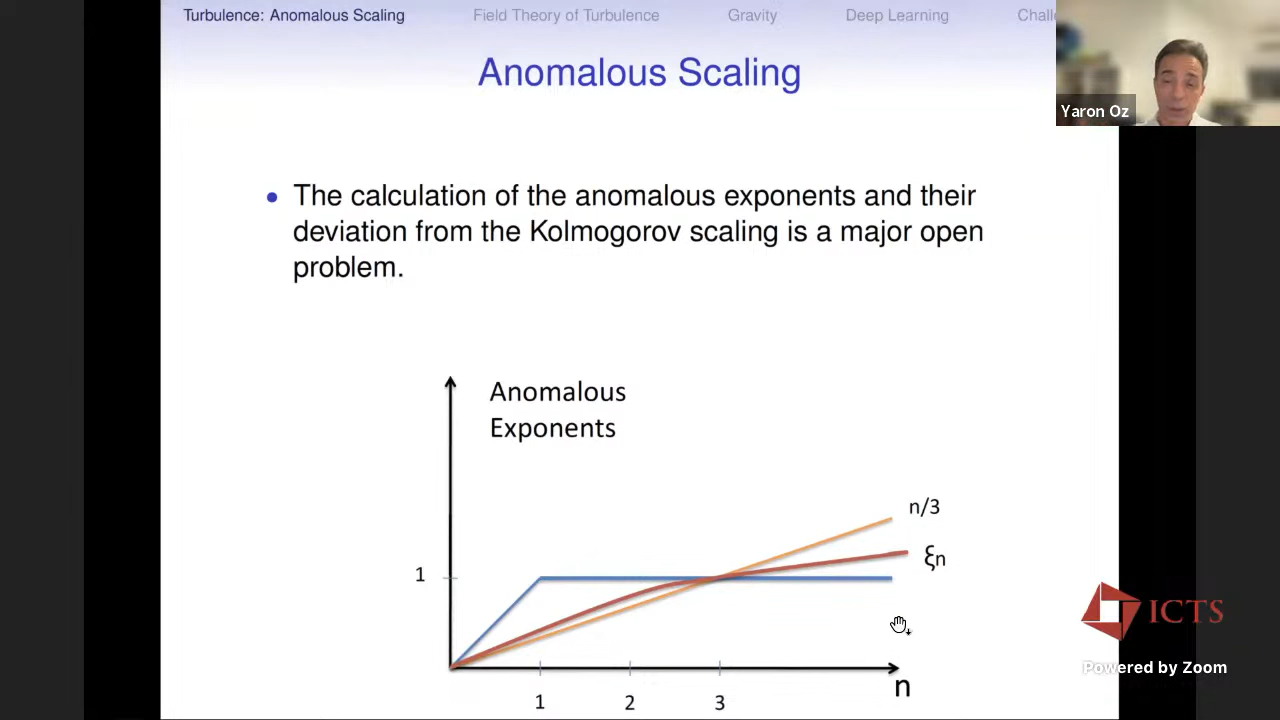 Turbulence: Anomalous Scaling Field Theory of Turbulence Gravity Deep Learning Chall
Anomalous Scaling
Yaron Oz
• The calculation of the anomalous exponents and their
deviation from the Kolmogorov scaling is a major open
problem.
Anomalous
Exponents
n/3
ξn
1
n
1 2 3
ICTS
Powered by Zoom